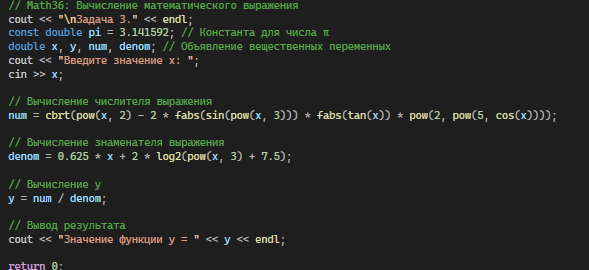 // Math36: Вычисление математического выражения
cout << "\nЗадача 3." << endl;
const double pi = 3.141592; // Константа для числа π
double x, y, num, denom; // Объявление вещественных переменных
cout << "Введите значение x: ";
cin >> x;
// Вычисление числителя выражения
num = cbrt(pow(x, 2) - 2 * fabs(sin(pow(x, 3))) * fabs(tan(x)) * pow(2, pow(5, cos(x))));
// Вычисление знаменателя выражения
denom = 0.625 * x + 2 * log2(pow(x, 3) + 7.5);
// Вычисление y
y = num / denom;
// Вывод результата
cout << "Значение функции y = " << y << endl;
return 0;